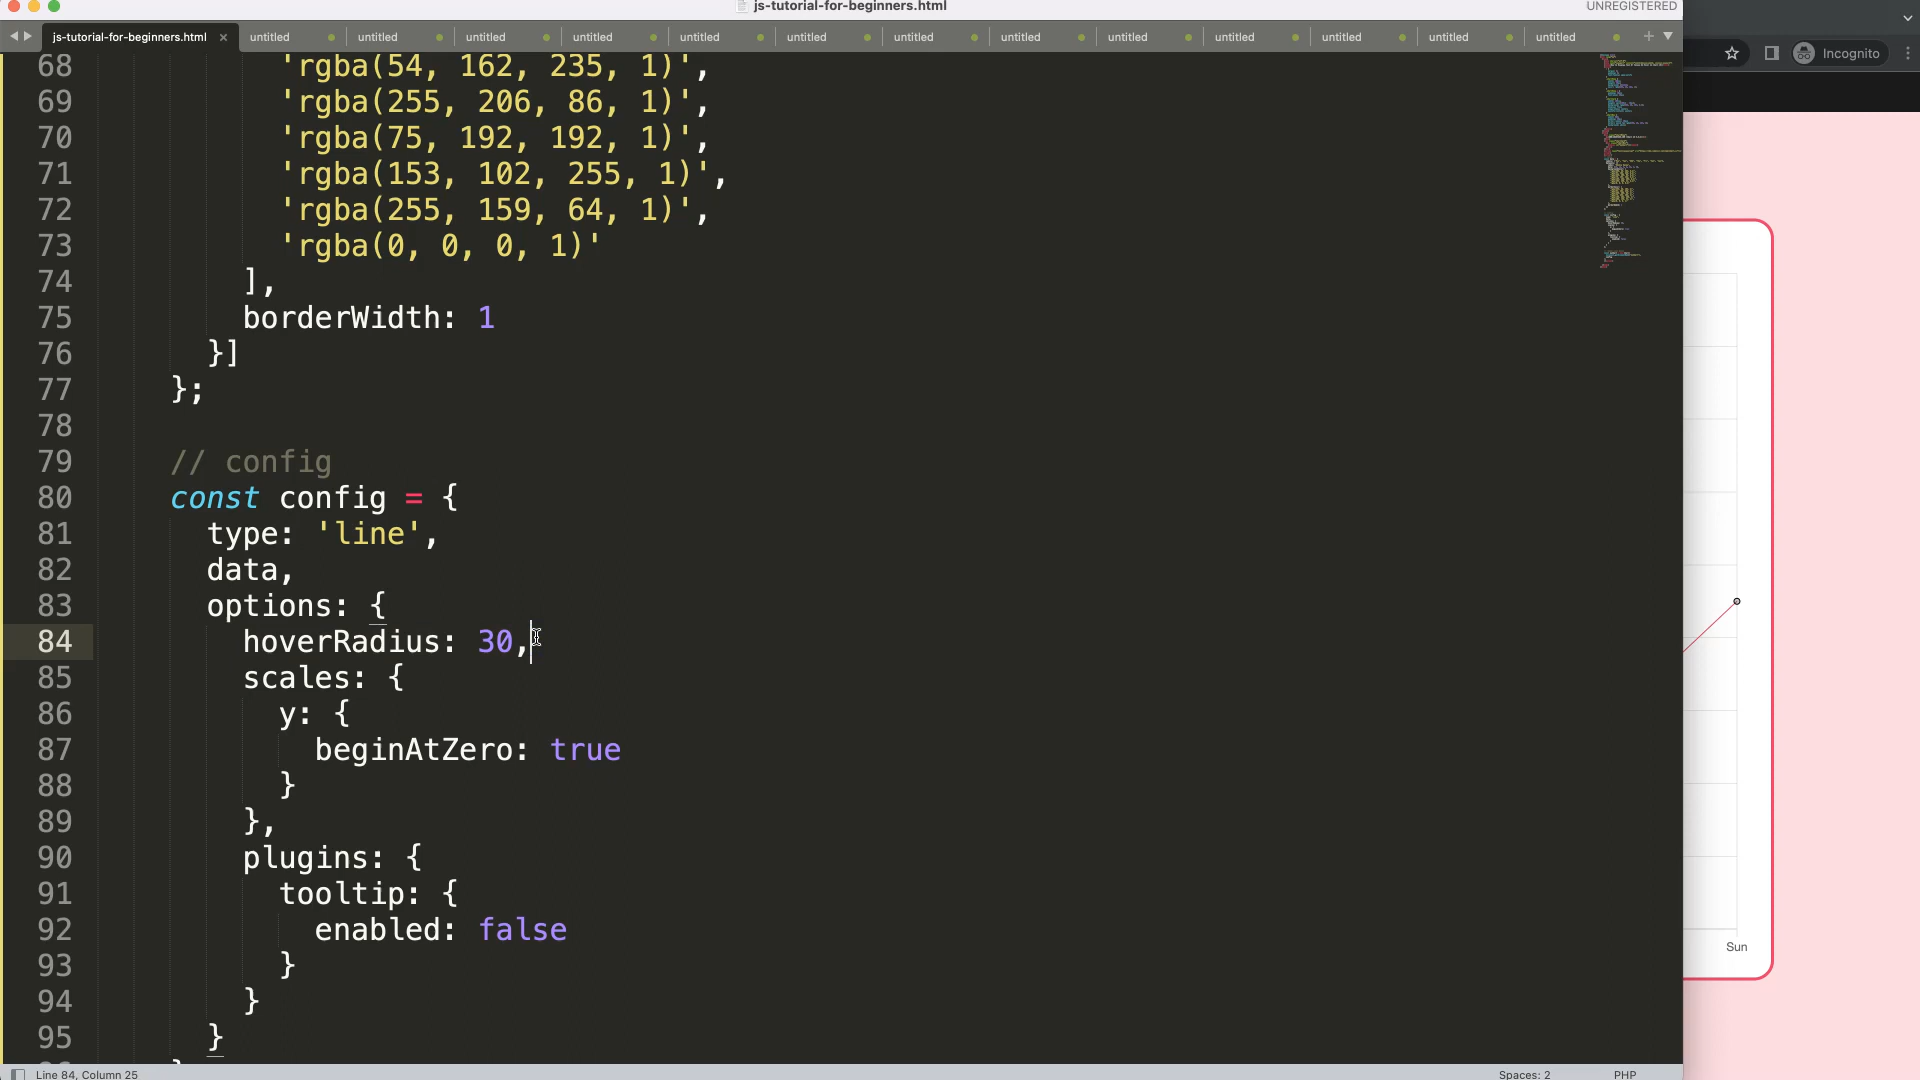 js-tutorial-for-beginners.html
UNREGISTERED
js-tutorial-for-beginners.html × untitled untitled untitled untitled untitled untitled untitled untitled untitled untitled untitled untitled untitled
Incognito
68 'rgba(54, 162, 235, 1)',
69 'rgba(255, 206, 86, 1)',
70 'rgba(75, 192, 192, 1)',
71 'rgba(153, 102, 255, 1)',
72 'rgba(255, 159, 64, 1)',
73 'rgba(0, 0, 0, 1)'
74 ],
75 borderWidth: 1
76 }]
77 };
78
79 // config
80 const config = {
81 type: 'line',
82 data,
83 options: {
84 hoverRadius: 30,
85 scales: {
86 y: {
87 beginAtZero: true
88 }
89 },
90 plugins: {
91 tooltip: {
92 enabled: false
93 }
94 }
95 }
Sun
Line 84, Column 25
Spaces: 2
PHP